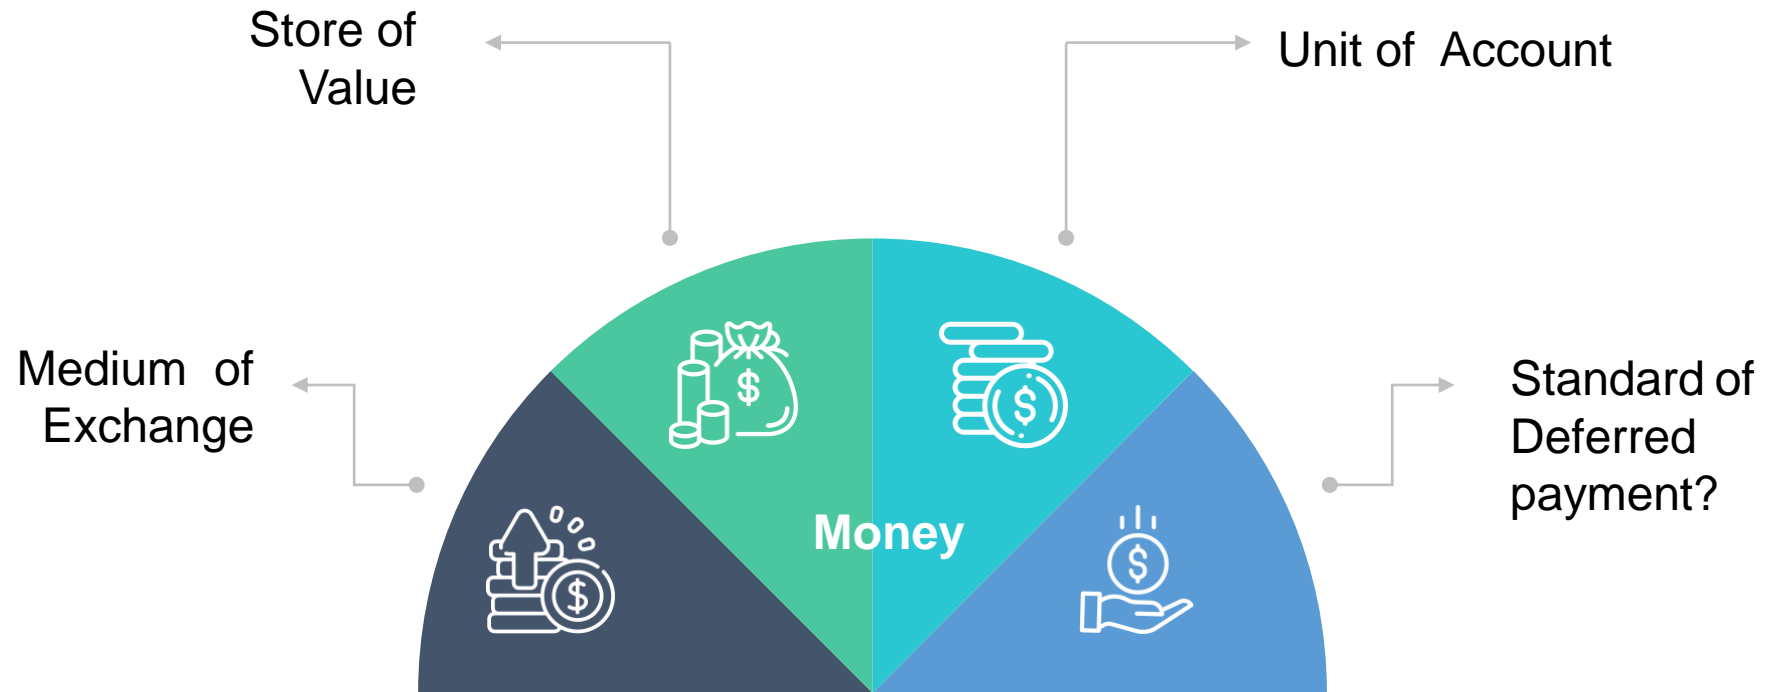 Store of
Value
Unit of Account
Medium of
Exchange
Standard of
Deferred
payment?
Money
$
$
$
$